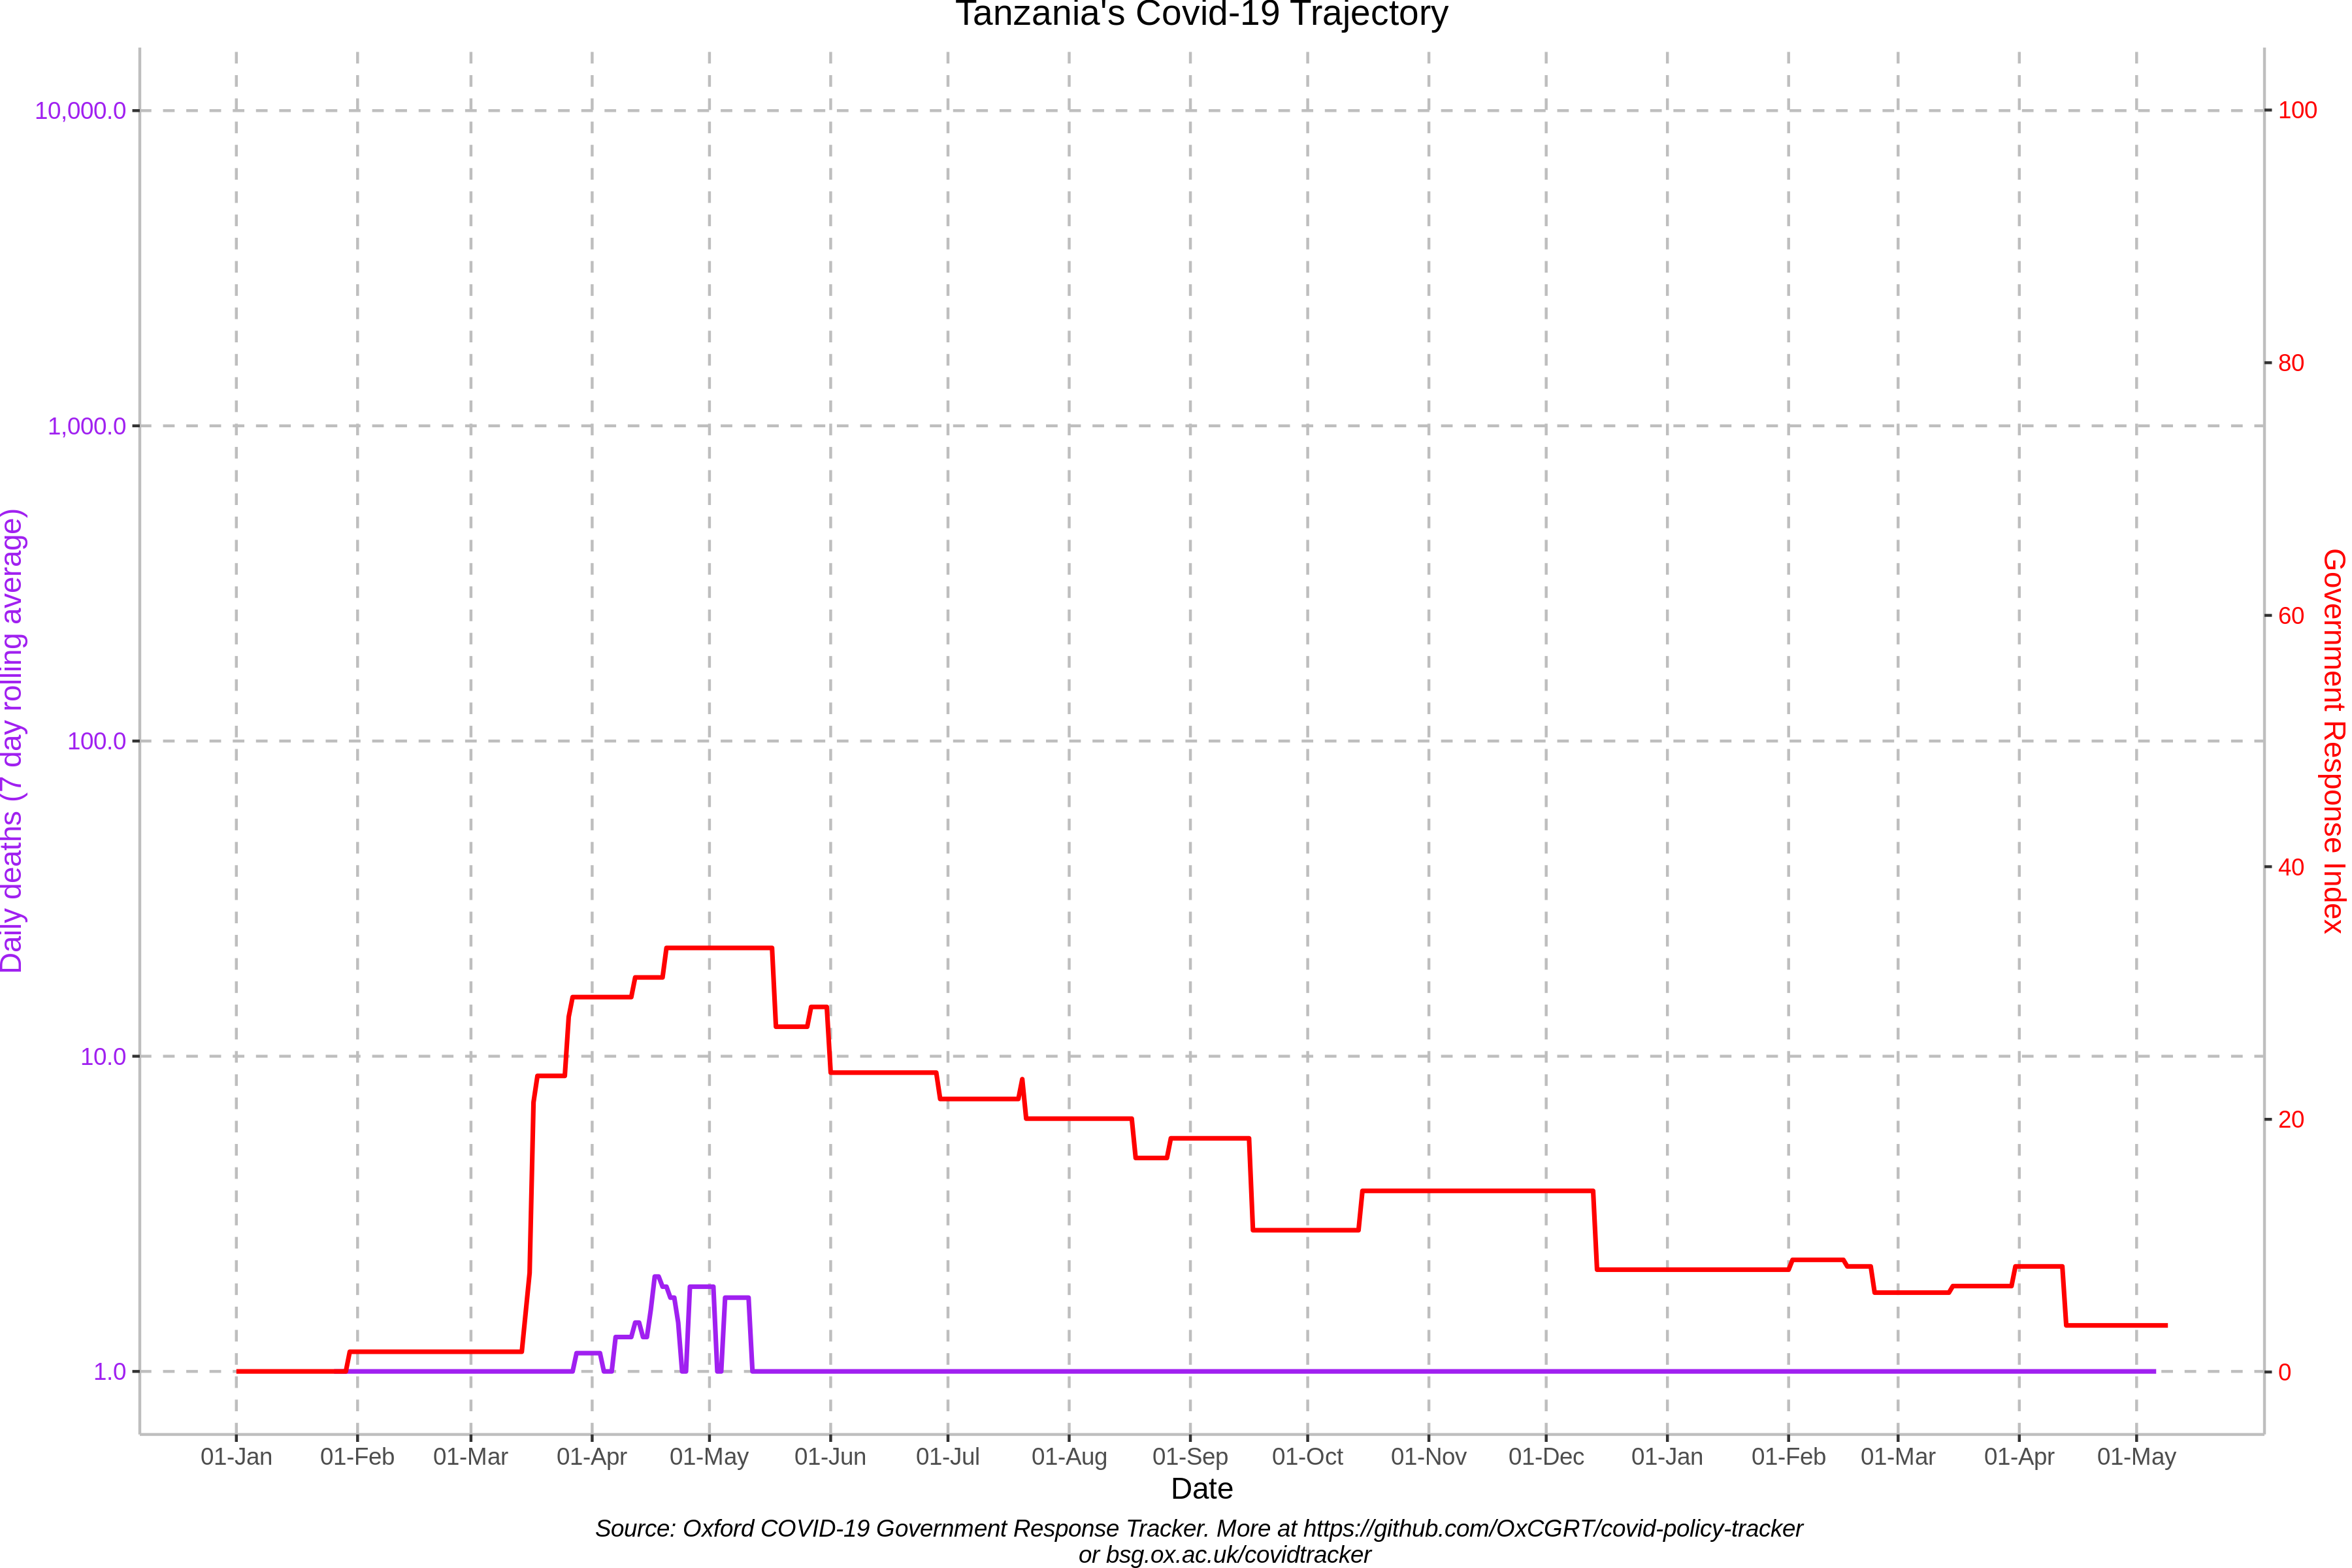 Tanzania's Covid-19 Trajectory
Daily deaths (7 day rolling average)
10,000.0
1,000.0
100.0
10.0
1.0
100
80
60
40
20
0
Government Response Index
01-Jan 01-Feb 01-Mar 01-Apr 01-May 01-Jun 01-Jul 01-Aug 01-Sep 01-Oct 01-Nov 01-Dec 01-Jan 01-Feb 01-Mar 01-Apr 01-May
Date
Source: Oxford COVID-19 Government Response Tracker. More at https://github.com/OxCGRT/covid-policy-tracker
or bsg.ox.ac.uk/covidtracker